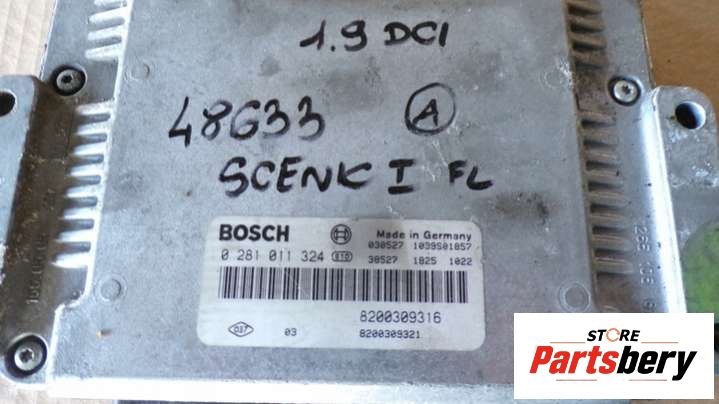 1.9 DCI
48G33 A
SCENIC I FL
BOSCH Made in Germany
030527 1039S01857
0 281 011 324 38527 1825 1022
8200309316
03 8200309321
STORE
Partsbery